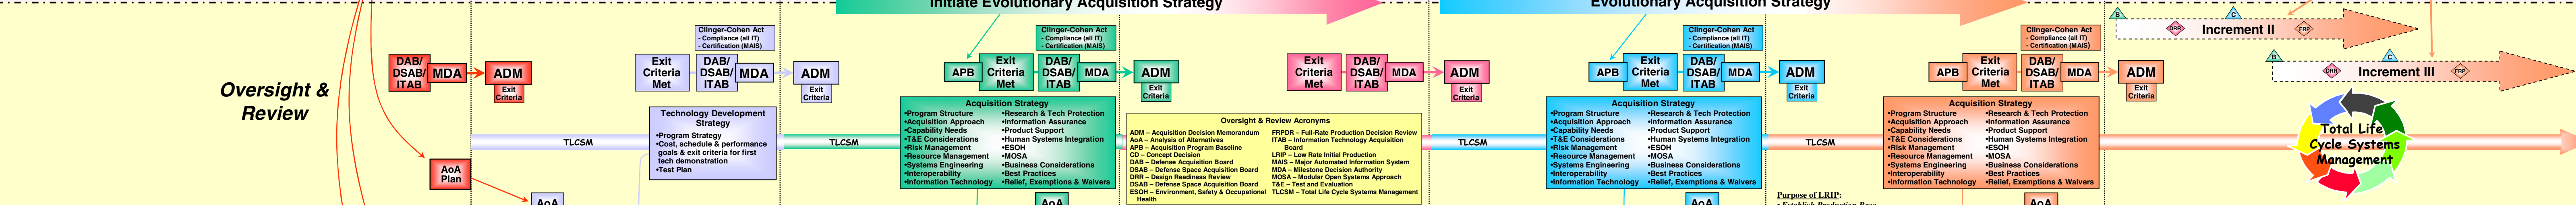 Initiate Evolutionary Acquisition Strategy
Evolutionary Acquisition Strategy
Oversight &
Review
DAB/
DSAB/
ITAB
MDA
ADM
Exit
Criteria
AoA
Plan
AoA
Exit
Criteria
Met
Clinger-Cohen Act
- Compliance (all IT)
- Certification (MAIS)
DAB/
DSAB/
ITAB
MDA
ADM
Exit
Criteria
TLCSM
Technology Development
Strategy
•Program Strategy
•Cost, schedule & performance
goals & exit criteria for first
tech demonstration
•Test Plan
TLCSM
APB
Exit
Criteria
Met
Clinger-Cohen Act
- Compliance (all IT)
- Certification (MAIS)
DAB/
DSAB/
ITAB
MDA
ADM
Exit
Criteria
Acquisition Strategy
•Program Structure
•Acquisition Approach
•Capability Needs
•T&E Considerations
•Risk Management
•Resource Management
•Systems Engineering
•Interoperability
•Information Technology
•Research & Tech Protection
•Information Assurance
•Product Support
•Human Systems Integration
•ESOH
•MOSA
•Business Considerations
•Best Practices
•Relief, Exemptions & Waivers
AoA
Oversight & Review Acronyms
ADM – Acquisition Decision Memorandum
AoA – Analysis of Alternatives
APB – Acquisition Program Baseline
CD – Concept Decision
DAB – Defense Acquisition Board
DSAB – Defense Space Acquisition Board
DRR – Design Readiness Review
DSAB – Defense Space Acquisition Board
ESOH – Environment, Safety & Occupational
Health
FRPDR – Full-Rate Production Decision Review
ITAB – Information Technology Acquisition
Board
LRIP – Low Rate Initial Production
MAIS – Major Automated Information System
MDA – Milestone Decision Authority
MOSA – Modular Open Systems Approach
T&E – Test and Evaluation
TLCSM – Total Life Cycle Systems Management
Exit
Criteria
Met
DAB/
DSAB/
ITAB
MDA
ADM
Exit
Criteria
TLCSM
APB
Exit
Criteria
Met
Clinger-Cohen Act
- Compliance (all IT)
- Certification (MAIS)
DAB/
DSAB/
ITAB
MDA
ADM
Exit
Criteria
Acquisition Strategy
•Program Structure
•Acquisition Approach
•Capability Needs
•T&E Considerations
•Risk Management
•Resource Management
•Systems Engineering
•Interoperability
•Information Technology
•Research & Tech Protection
•Information Assurance
•Product Support
•Human Systems Integration
•ESOH
•MOSA
•Business Considerations
•Best Practices
•Relief, Exemptions & Waivers
AoA
TLCSM
Purpose of LRIP:
• Establish Production Base
APB
Exit
Criteria
Met
Clinger-Cohen Act
- Compliance (all IT)
- Certification (MAIS)
DAB/
DSAB/
ITAB
MDA
ADM
Exit
Criteria
Acquisition Strategy
•Program Structure
•Acquisition Approach
•Capability Needs
•T&E Considerations
•Risk Management
•Resource Management
•Systems Engineering
•Interoperability
•Information Technology
•Research & Tech Protection
•Information Assurance
•Product Support
•Human Systems Integration
•ESOH
•MOSA
•Business Considerations
•Best Practices
•Relief, Exemptions & Waivers
AoA
B
C
DRR
Increment II
FRP
B
C
DRR
Increment III
FRP
Total Life
Cycle Systems
Management